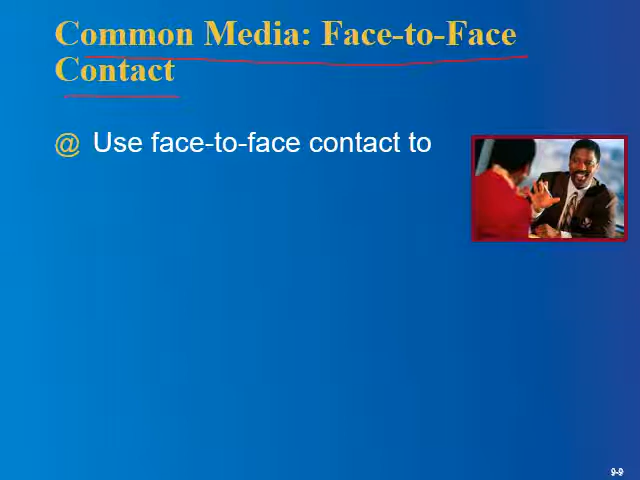 Common Media: Face-to-Face
Contact
@ Use face-to-face contact to
9-9